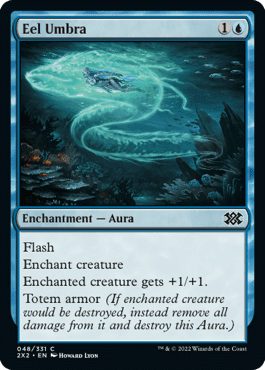 Eel Umbra 1
Enchantment — Aura
Flash
Enchant creature
Enchanted creature gets +1/+1.
Totem armor (If enchanted creature
would be destroyed, instead remove all
damage from it and destroy this Aura.)
048/331 C
2X2 • EN Howard Lyon
™ & © 2022 Wizards of the Coast